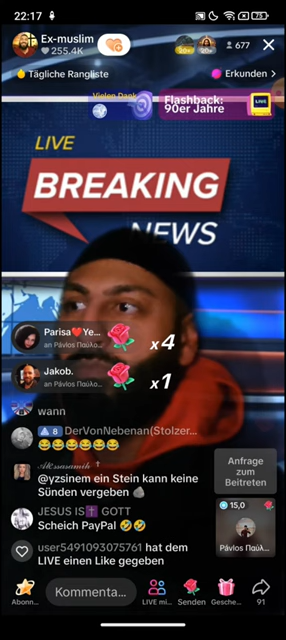 22:17
75
Ex-muslim
255.4K
677
Tägliche Rangliste
Erkunden >
Vielen Dank
Flashback:
90er Jahre
LIVE
LIVE
BREAKING
NEWS
Parisa❤️Ye...
an Pávlos Παύλο...
x4
Jakob.
an Pávlos Παύλο...
x1
wann
8 DerVonNebenan(Stolzer...
😂😂😂😂😂😂
@yzsinem ein Stein kann keine
Sünden vergeben 🪨
Anfrage
zum
Beitreten
JESUS IS✝️ GOTT
Scheich PayPal 🤣🤣
15,0
Pávlos Παύλ...
user5491093075761 hat dem
LIVE einen Like gegeben
Abonn...
Kommenta...
LIVE mi...
Senden
Gesche...
91